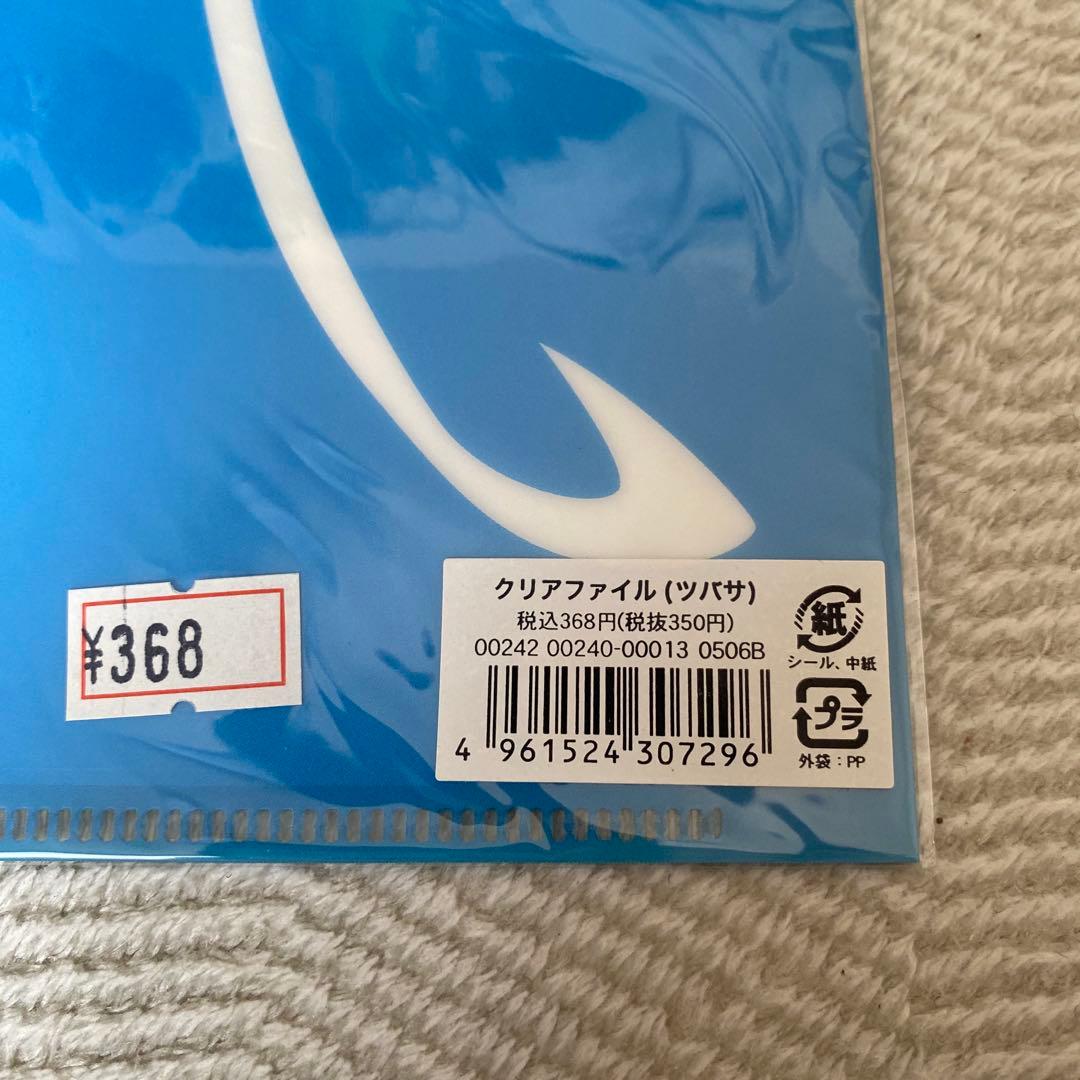 ¥368
クリアファイル(ツバサ)
税込368円(税抜350円)
00242 00240-00013 0506B
4 961524 307296
紙
シール、中紙
プラ
外袋:PP